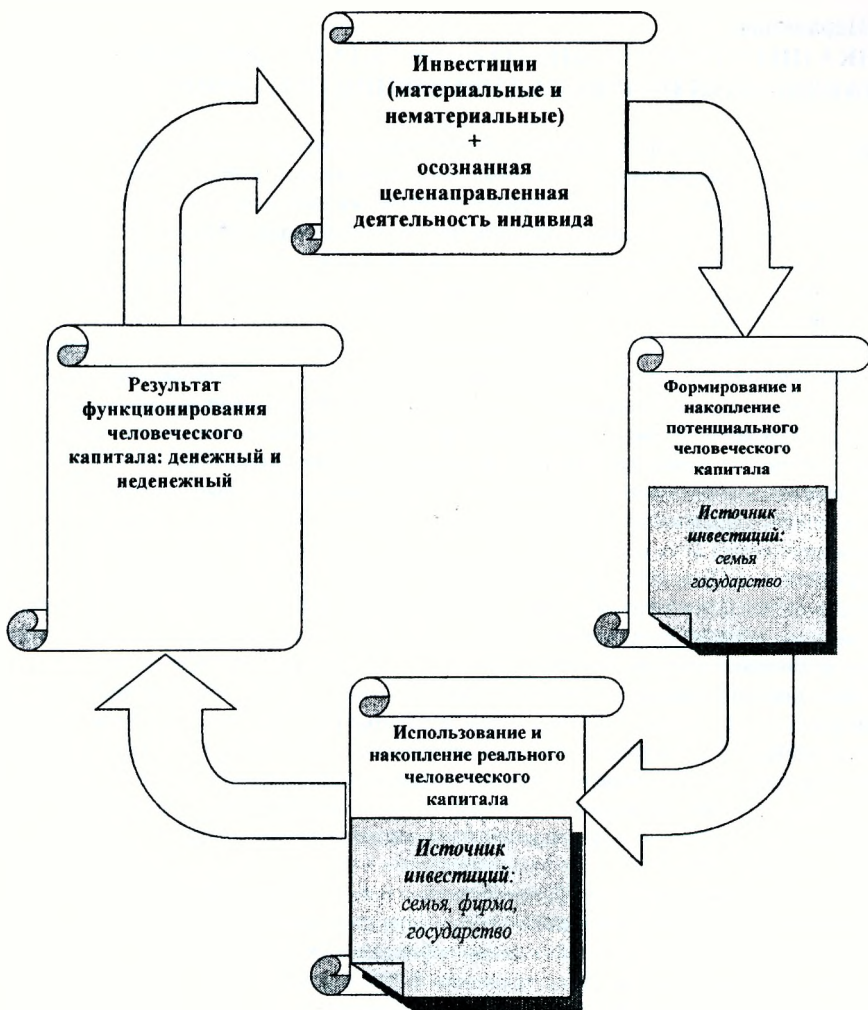 Инвестиции
(материальные и
нематериальные)
+
осознанная
целенаправленная
деятельность индивида
Формирование и
накопление
потенциального
человеческого
капитала
Источник
инвестиций:
семья
государство
Использование и
накопление реального
человеческого
капитала
Источник
инвестиций:
семья, фирма,
государство
Результат
функционирования
человеческого
капитала: денежный и
неденежный